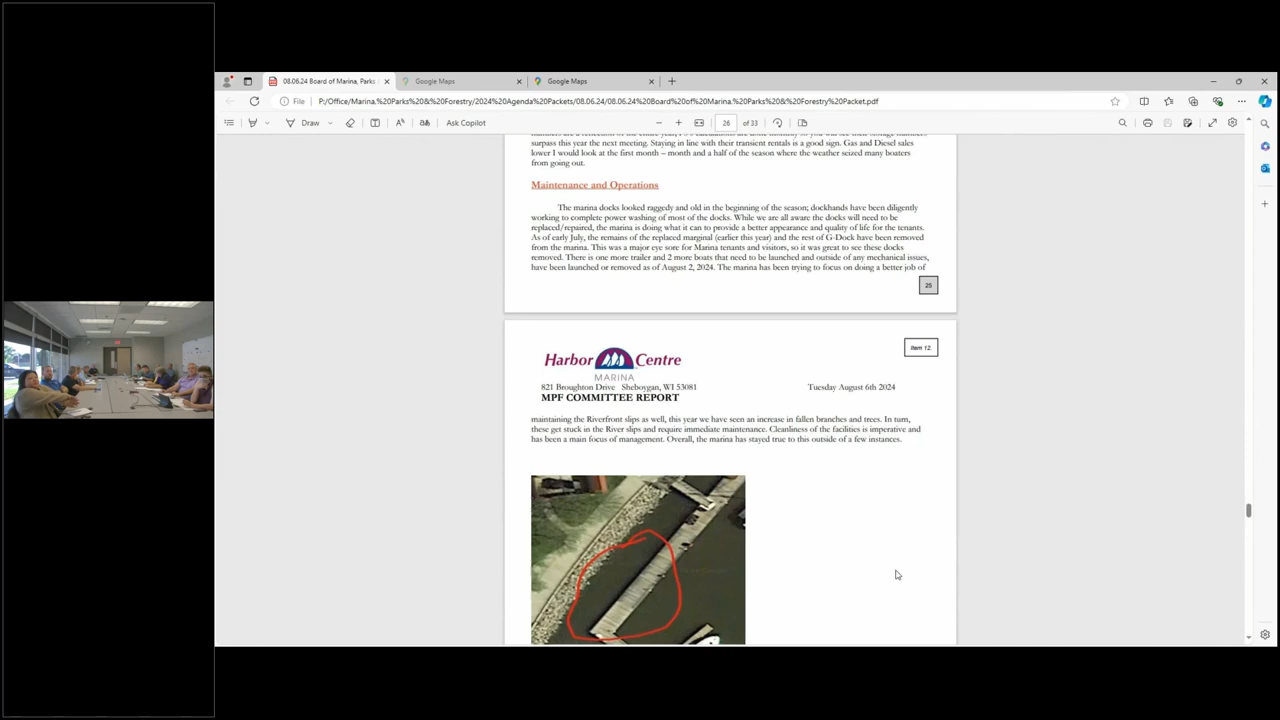 08.06.24 Board of Marina, Parks
Google Maps
Google Maps
File
P:/Office/Marina,%20Parks%20&%20Forestry/2024%20Agenda%20Packets/08.06.24/08.06.24%20Board%20of%20Marina,%20Parks%20&%20Forestry%20Packet.pdf
Draw
Ask Copilot
26 of 33
surpass this year the next meeting. Staying in line with their transient rentals is a good sign. Gas and Diesel sales
lower I would look at the first month – month and a half of the season where the weather seized many boaters
from going out.
Maintenance and Operations
The marina docks looked raggedy and old in the beginning of the season; dockhands have been diligently
working to complete power washing of most of the docks. While we are all aware the docks will need to be
replaced/repaired, the marina is doing what it can to provide a better appearance and quality of life for the tenants.
As of early July, the remains of the replaced marginal (earlier this year) and the rest of G-Dock have been removed
from the marina. This was a major eye sore for Marina tenants and visitors, so it was great to see these docks
removed. There is one more trailer and 2 more boats that need to be launched and outside of any mechanical issues,
have been launched or removed as of August 2, 2024. The marina has been trying to focus on doing a better job of
25
Item 12.
Harbor Centre
MARINA
821 Broughton Drive Sheboygan, WI 53081
Tuesday August 6th 2024
MPF COMMITTEE REPORT
maintaining the Riverfront slips as well, this year we have seen an increase in fallen branches and trees. In turn,
these get stuck in the River slips and require immediate maintenance. Cleanliness of the facilities is imperative and
has been a main focus of management. Overall, the marina has stayed true to this outside of a few instances.